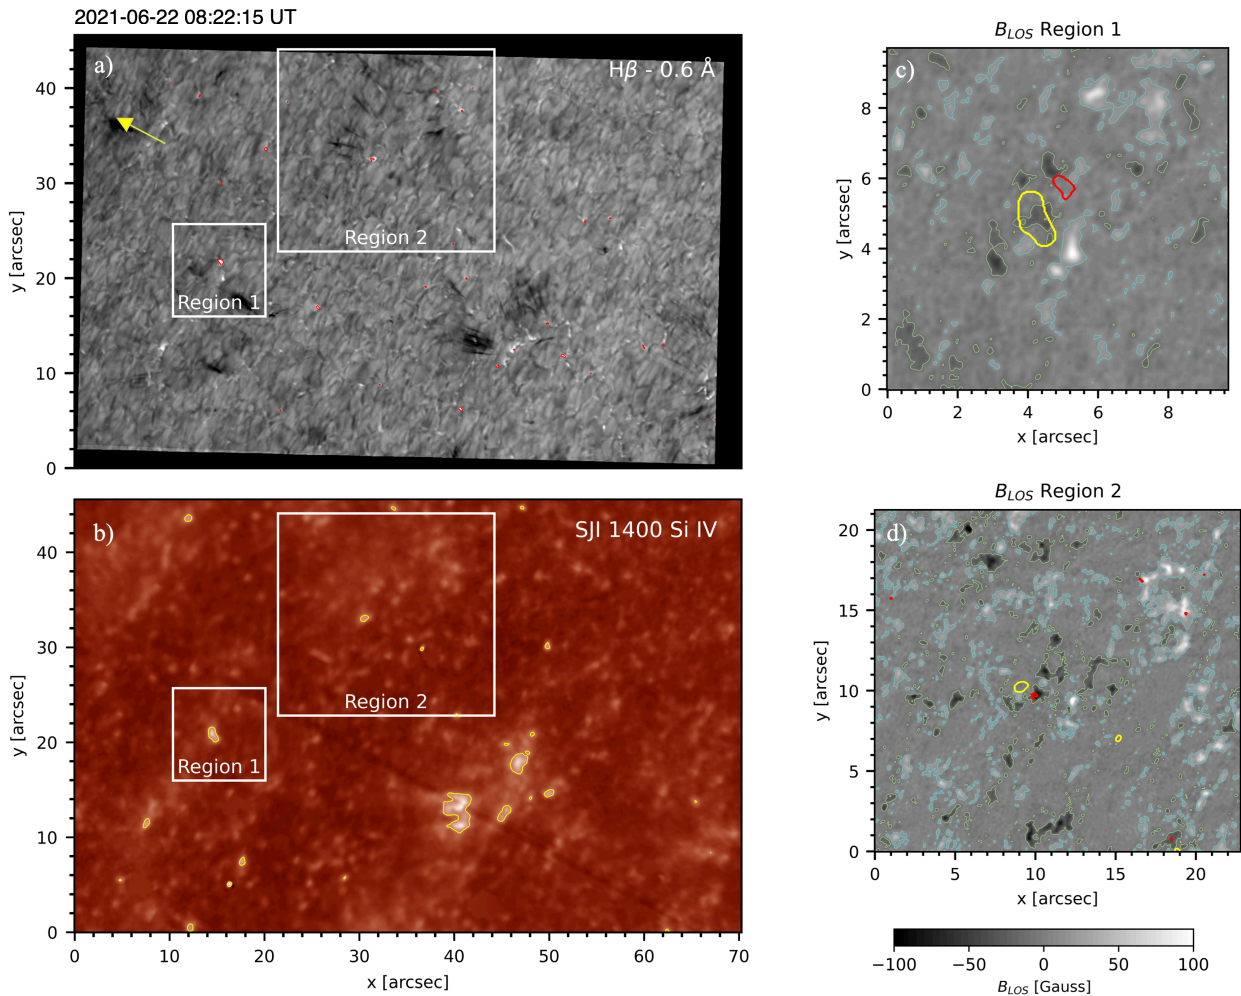 2021-06-22 08:22:15 UT
a)
Hβ - 0.6 Å
Region 2
Region 1
40
30
20
10
0
y [arcsec]
b)
SJI 1400 Si IV
Region 2
Region 1
40
30
20
10
0
y [arcsec]
0 10 20 30 40 50 60 70
x [arcsec]
B_LOS Region 1
c)
8
6
4
2
0
y [arcsec]
0 2 4 6 8
x [arcsec]
B_LOS Region 2
d)
20
15
10
5
0
y [arcsec]
0 5 10 15 20
x [arcsec]
−100 −50 0 50 100
B_LOS [Gauss]